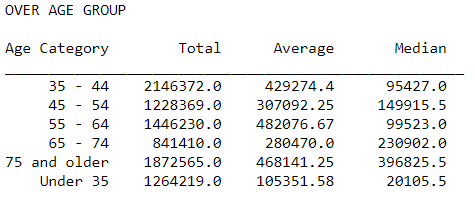 OVER AGE GROUP
Age Category Total Average Median
35 - 44 2146372.0 429274.4 95427.0
45 - 54 1228369.0 307092.25 149915.5
55 - 64 1446230.0 482076.67 99523.0
65 - 74 841410.0 280470.0 230902.0
75 and older 1872565.0 468141.25 396825.5
Under 35 1264219.0 105351.58 20105.5